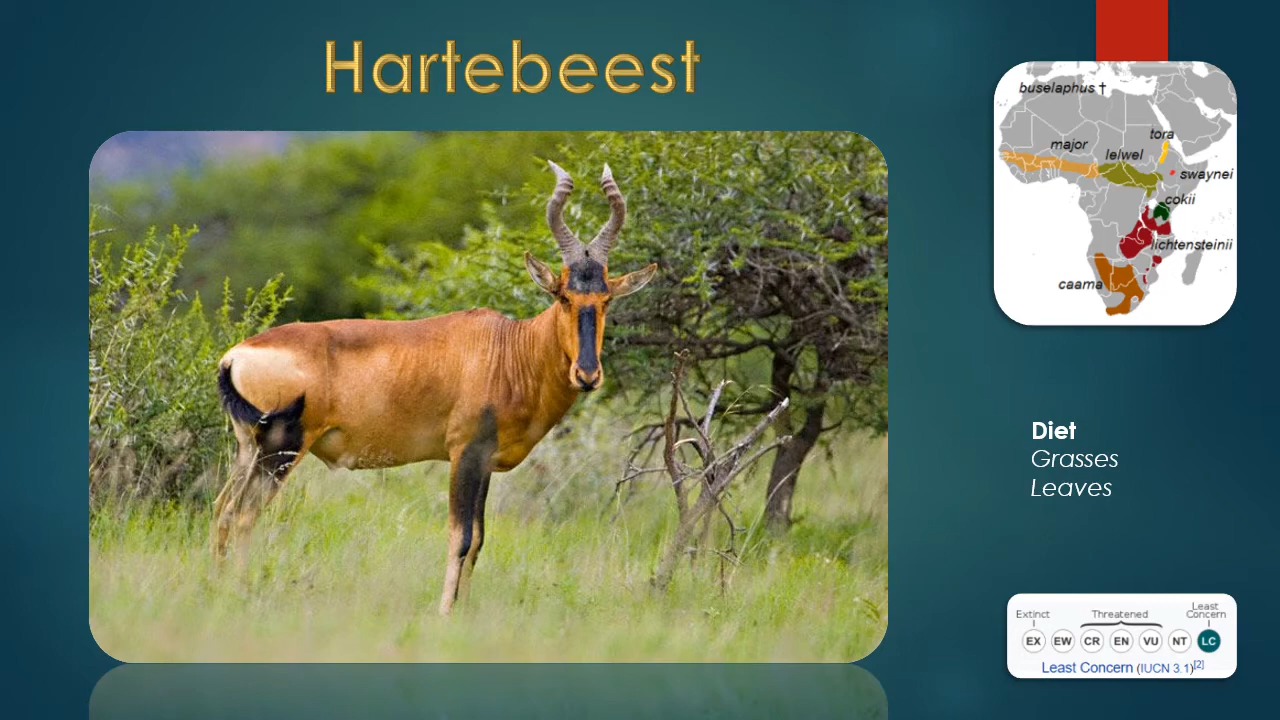 Hartebeest
buselaphus †
tora
major
lelwel
swaynei
cokii
lichtensteinii
caama
Diet
Grasses
Leaves
Extinct
Threatened
Least
Concern
EX EW CR EN VU NT LC
Least Concern (IUCN 3.1)[2]